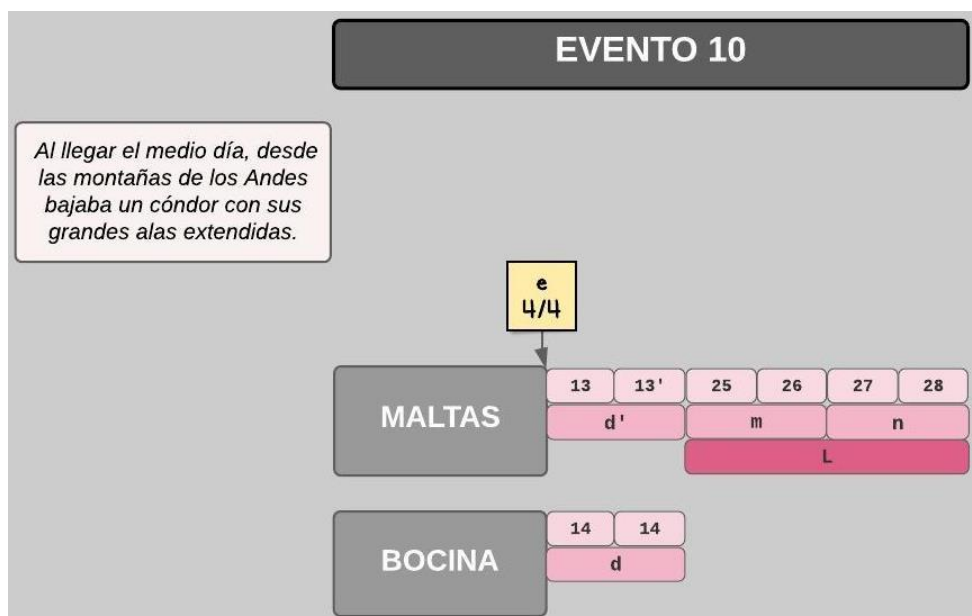 EVENTO 10
Al llegar el medio día, desde
las montañas de los Andes
bajaba un cóndor con sus
grandes alas extendidas.
e
4/4
MALTAS
13 13' 25 26 27 28
d' m n
L
BOCINA
14 14
d